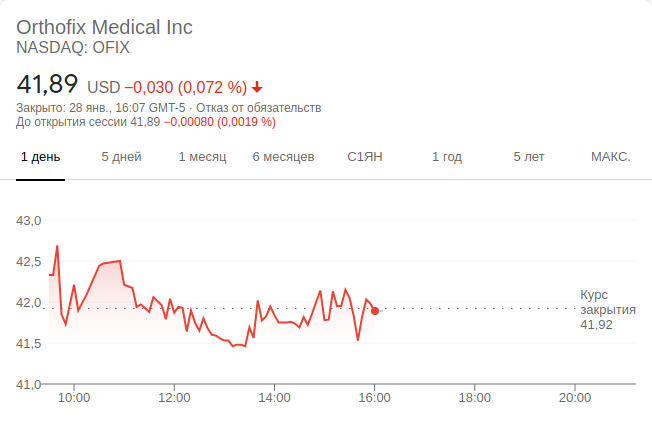 Orthofix Medical Inc
NASDAQ: OFIX
41,89 USD −0,030 (0,072 %)
Закрыто: 28 янв., 16:07 GMT-5 · Отказ от обязательств
До открытия сессии 41,89 −0,00080 (0,0019 %)
1 день 5 дней 1 месяц 6 месяцев С1ЯН 1 год 5 лет МАКС.
43,0
42,5
42,0
41,5
41,0
Курс
закрытия
41,92
10:00 12:00 14:00 16:00 18:00 20:00